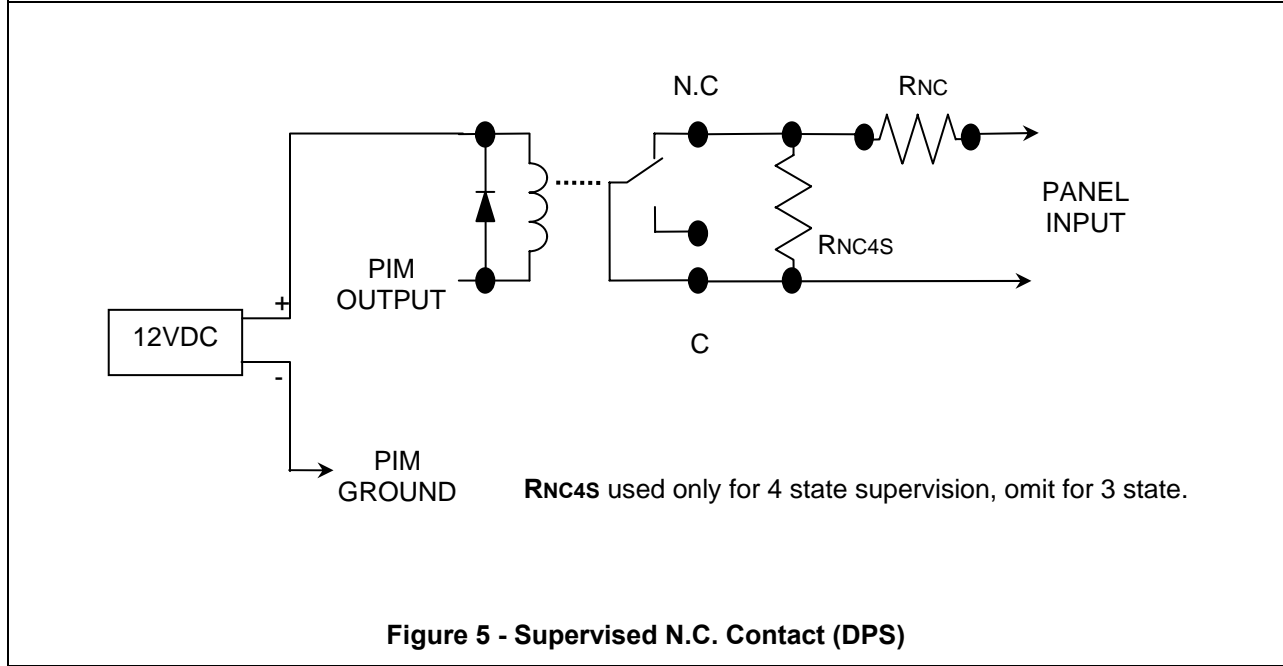 N.C
RNC
PANEL
INPUT
RNC4S
PIM
OUTPUT
+
12VDC
-
C
PIM
GROUND
RNC4S used only for 4 state supervision, omit for 3 state.
Figure 5 - Supervised N.C. Contact (DPS)